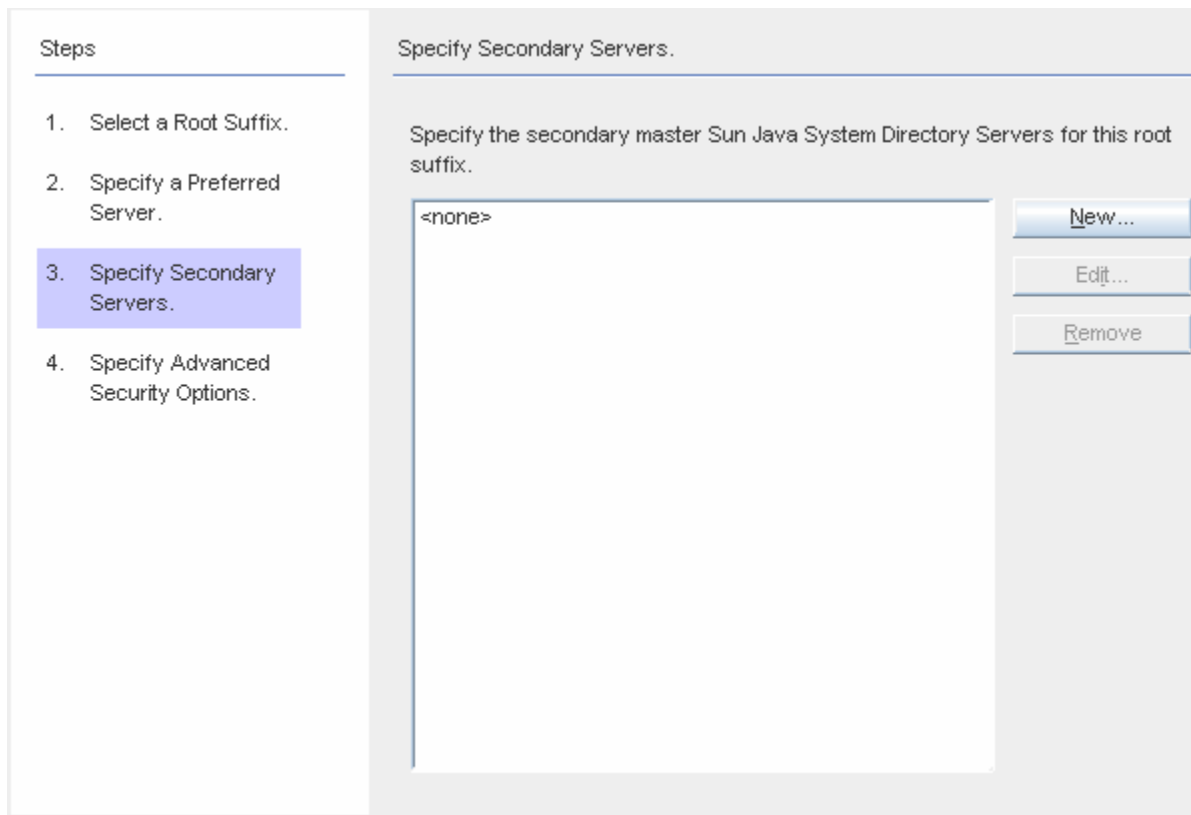 Steps
1. Select a Root Suffix.
2. Specify a Preferred
Server.
3. Specify Secondary
Servers.
4. Specify Advanced
Security Options.
Specify Secondary Servers.
Specify the secondary master Sun Java System Directory Servers for this root
suffix.
<none>
New...
Edit...
Remove